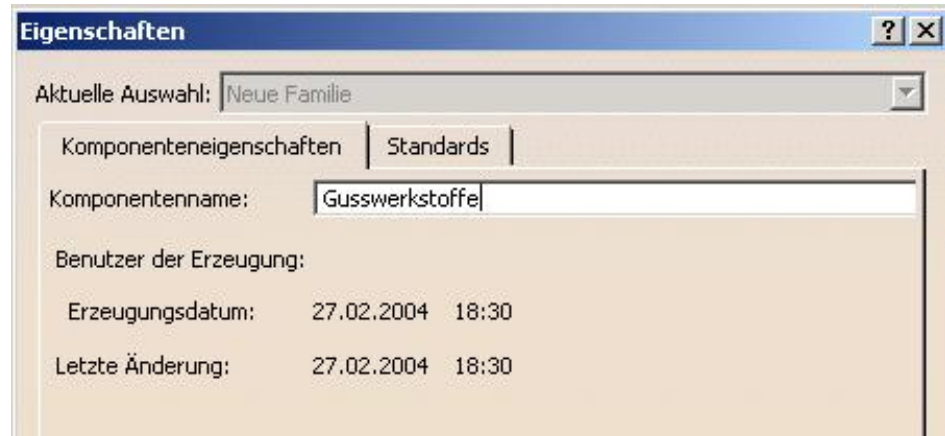 Eigenschaften
Aktuelle Auswahl: Neue Familie
Komponenteneigenschaften Standards
Komponentenname: Gusswerkstoffe
Benutzer der Erzeugung:
Erzeugungsdatum: 27.02.2004 18:30
Letzte Änderung: 27.02.2004 18:30